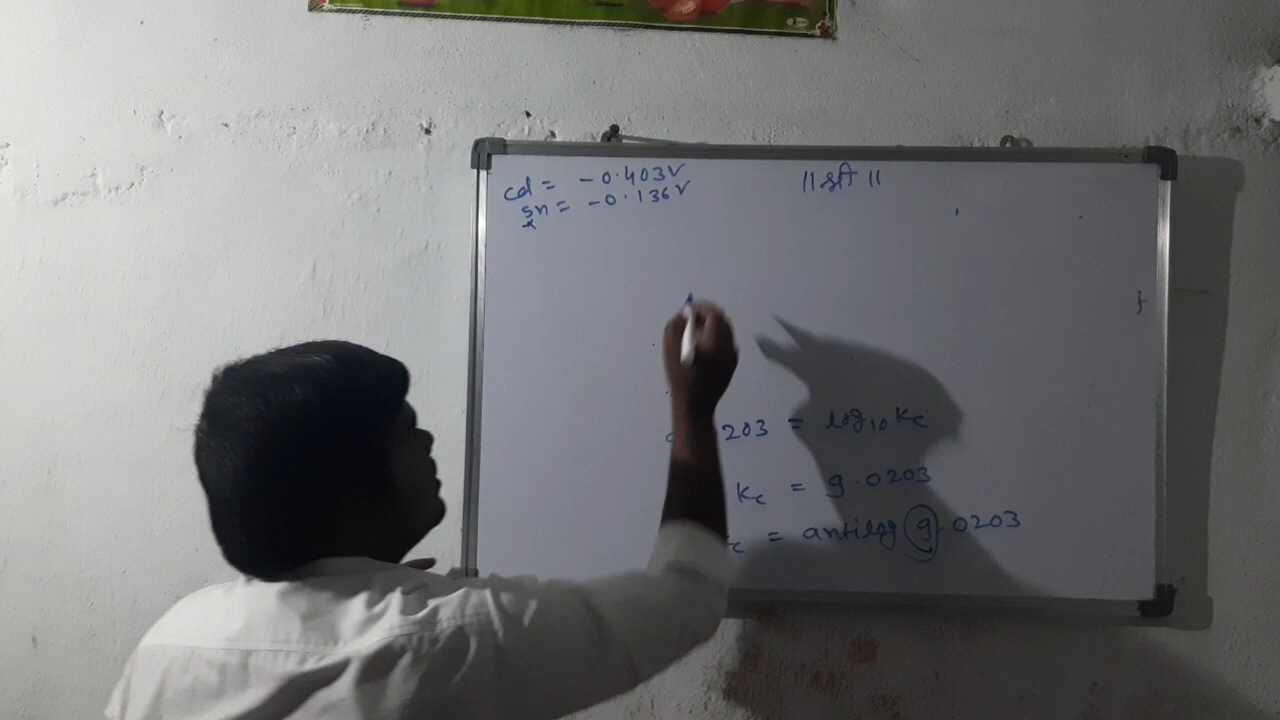 cd = - 0.403V
sn = - 0.136V
॥ श्री ॥
203 = log10 Kc
Kc = 9.0203
c = antilog 9.0203